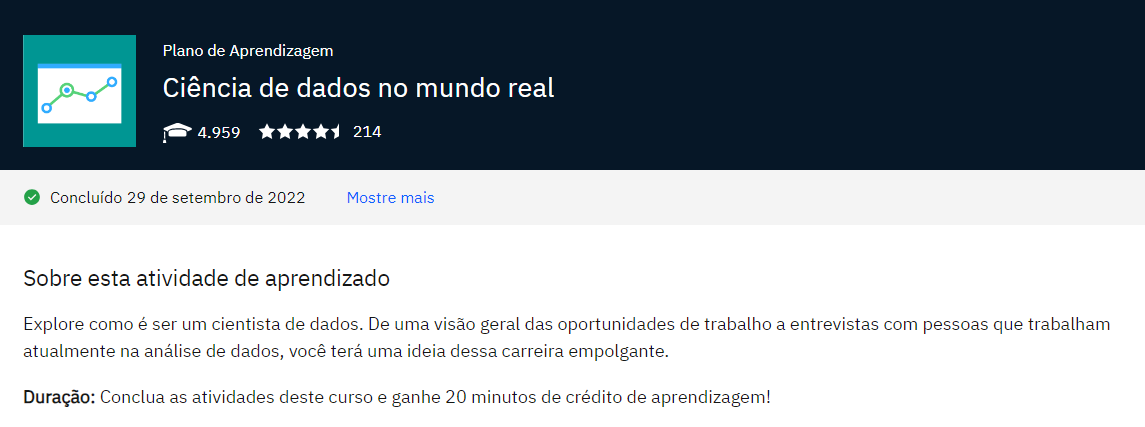 Plano de Aprendizagem
Ciência de dados no mundo real
4.959 214
Concluído 29 de setembro de 2022 Mostre mais
Sobre esta atividade de aprendizado
Explore como é ser um cientista de dados. De uma visão geral das oportunidades de trabalho a entrevistas com pessoas que trabalham
atualmente na análise de dados, você terá uma ideia dessa carreira empolgante.
Duração: Conclua as atividades deste curso e ganhe 20 minutos de crédito de aprendizagem!